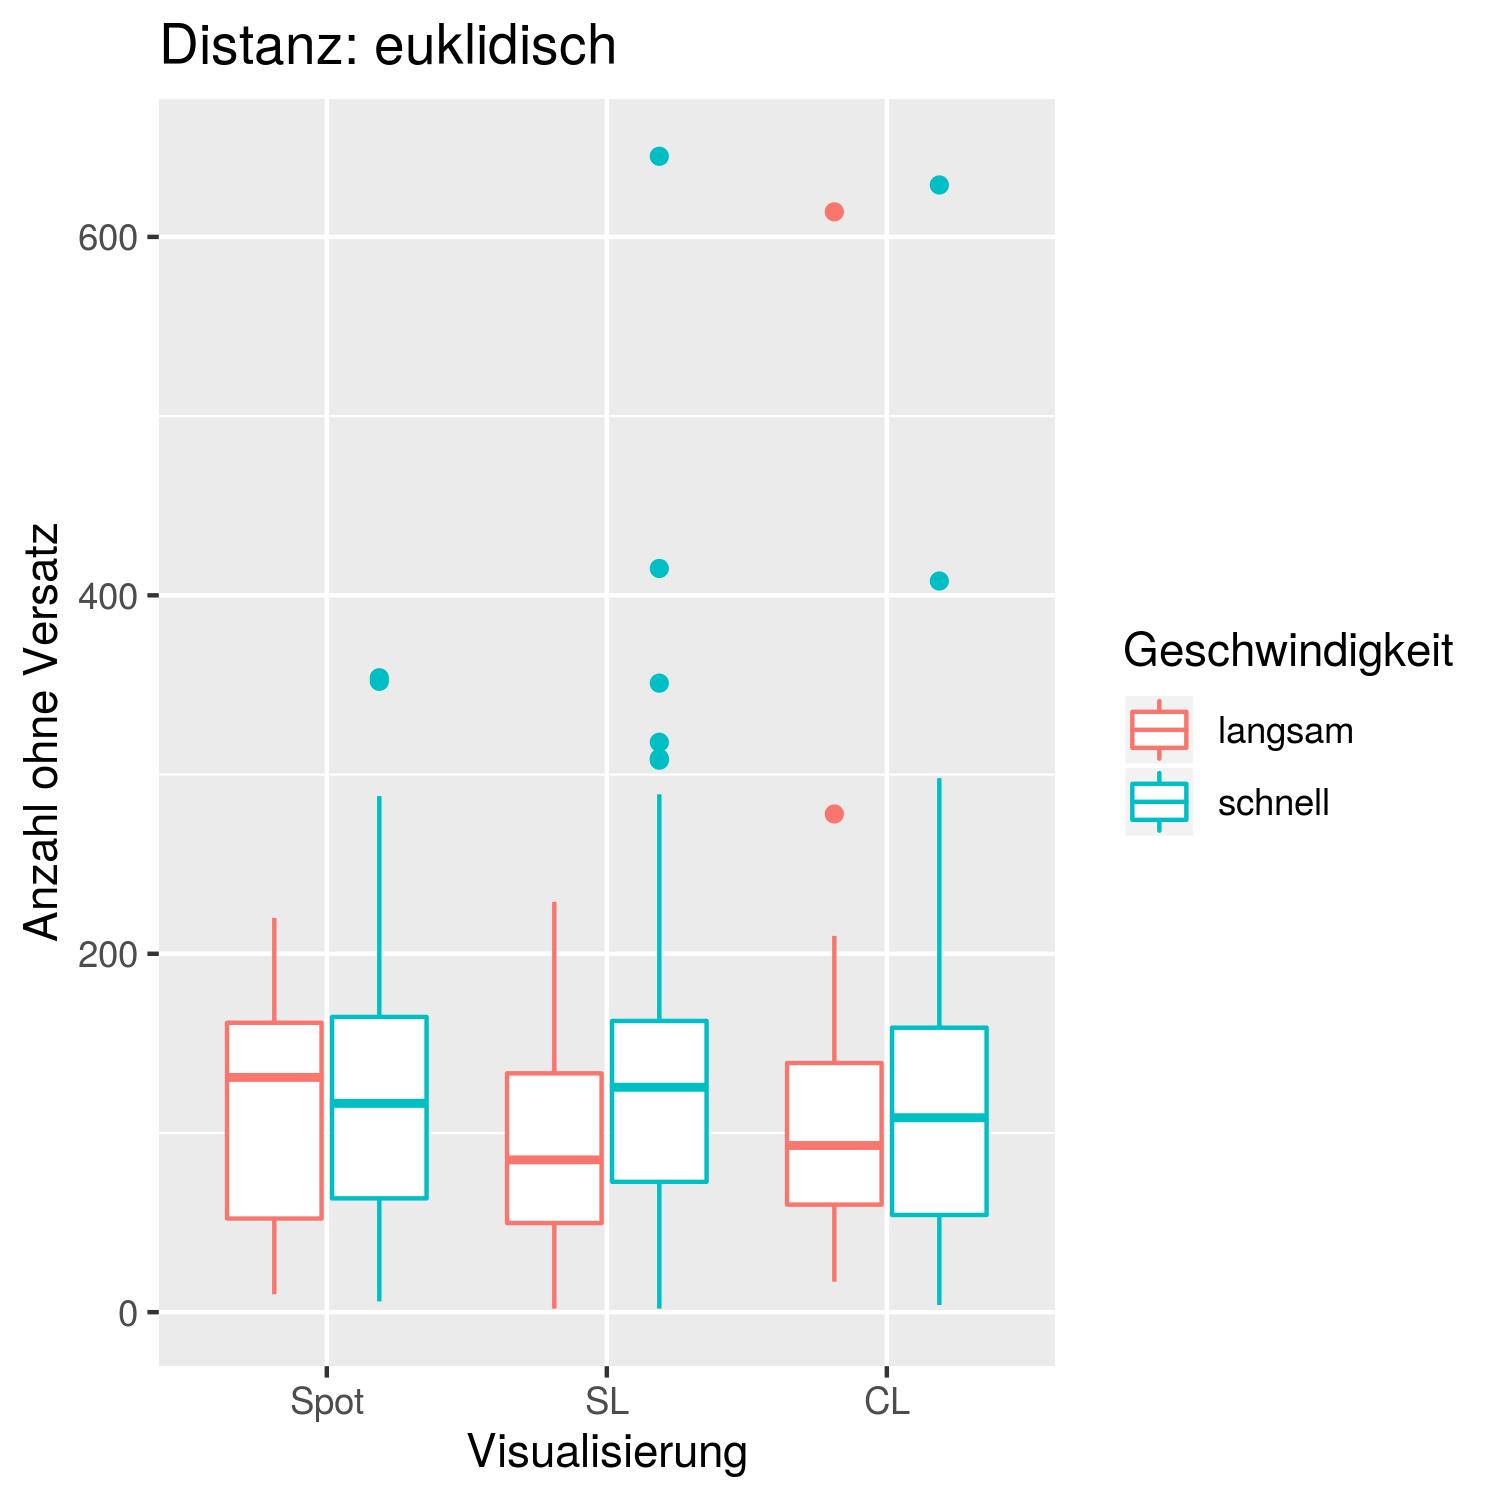 Distanz: euklidisch
Anzahl ohne Versatz
600
400
200
0
Spot SL CL
Visualisierung
Geschwindigkeit
langsam
schnell